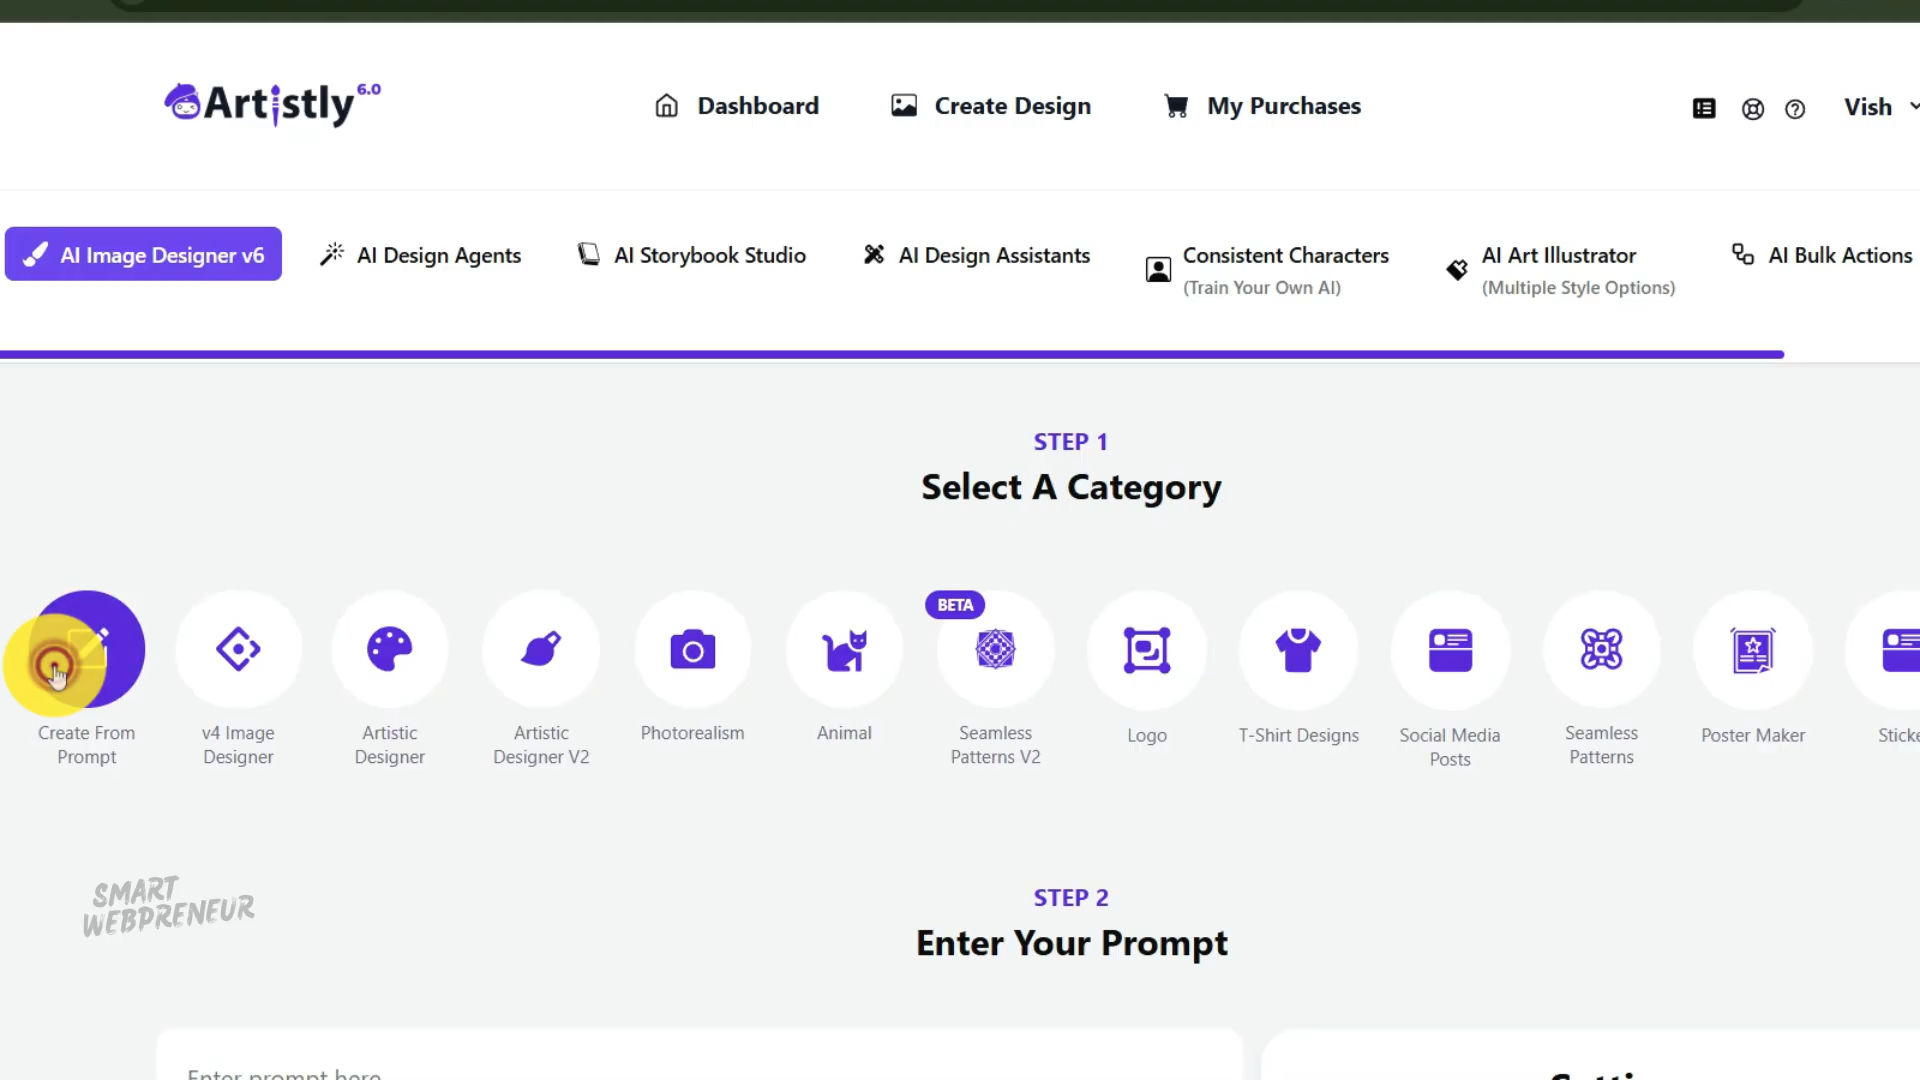 Artistly 6.0
Dashboard
Create Design
My Purchases
Vish
AI Image Designer v6
AI Design Agents
AI Storybook Studio
AI Design Assistants
Consistent Characters
(Train Your Own AI)
AI Art Illustrator
(Multiple Style Options)
AI Bulk Actions
STEP 1
Select A Category
BETA
Create From
Prompt
v4 Image
Designer
Artistic
Designer
Artistic
Designer V2
Photorealism
Animal
Seamless
Patterns V2
Logo
T-Shirt Designs
Social Media
Posts
Seamless
Patterns
Poster Maker
SMART
WEBPRENEUR
STEP 2
Enter Your Prompt
Enter prompt here